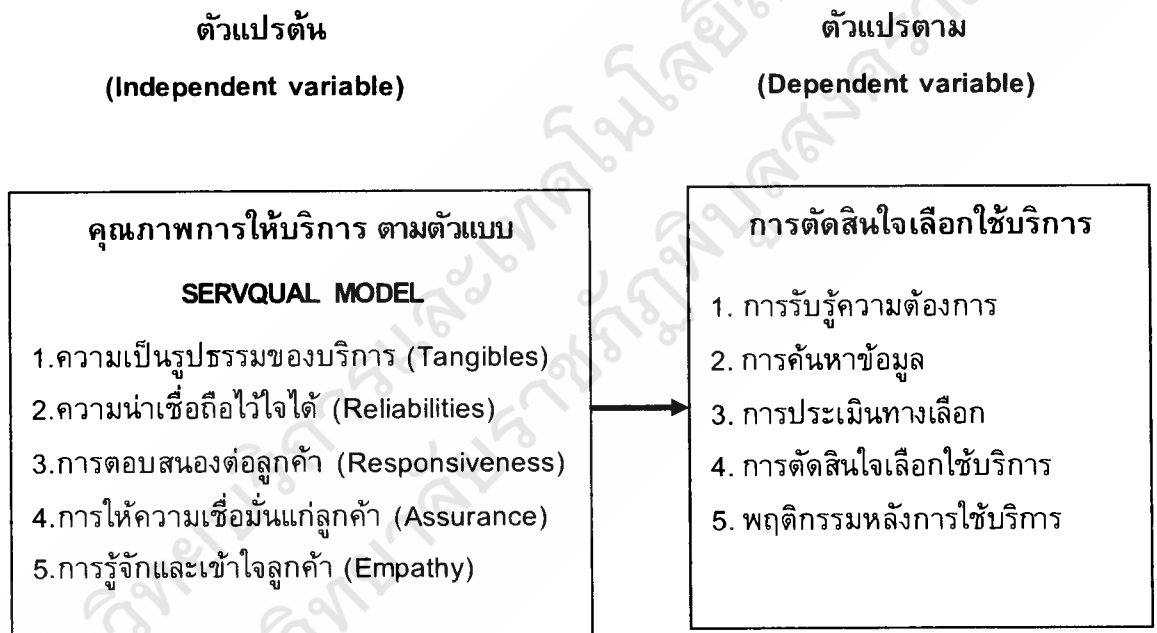 ตัวแปรต้น
(Independent variable)
คุณภาพการให้บริการ ตามตัวแบบ
SERVQUAL MODEL
1.ความเป็นรูปธรรมของบริการ (Tangibles)
2.ความน่าเชื่อถือไว้ใจได้ (Reliabilities)
3.การตอบสนองต่อลูกค้า (Responsiveness)
4.การให้ความเชื่อมั่นแก่ลูกค้า (Assurance)
5.การรู้จักและเข้าใจลูกค้า (Empathy)
ตัวแปรตาม
(Dependent variable)
การตัดสินใจเลือกใช้บริการ
1. การรับรู้ความต้องการ
2. การค้นหาข้อมูล
3. การประเมินทางเลือก
4. การตัดสินใจเลือกใช้บริการ
5. พฤติกรรมหลังการใช้บริการ